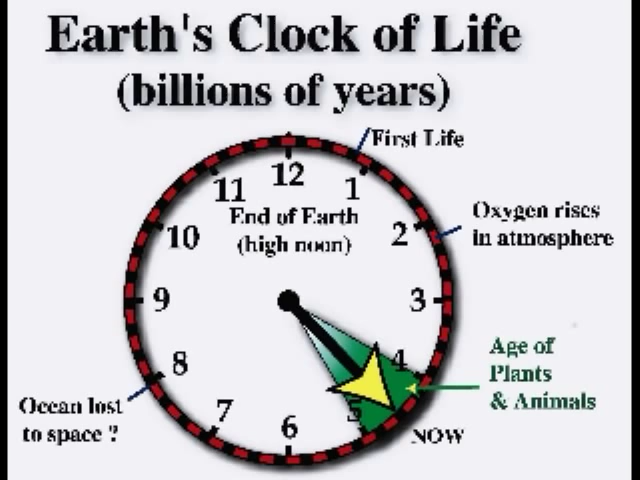 Earth's Clock of Life
(billions of years)
First Life
12
11
1
End of Earth
(high noon)
Oxygen rises
in atmosphere
10
2
9
3
Age of
Plants
& Animals
8
4
Ocean lost
to space ?
7
5
6
NOW